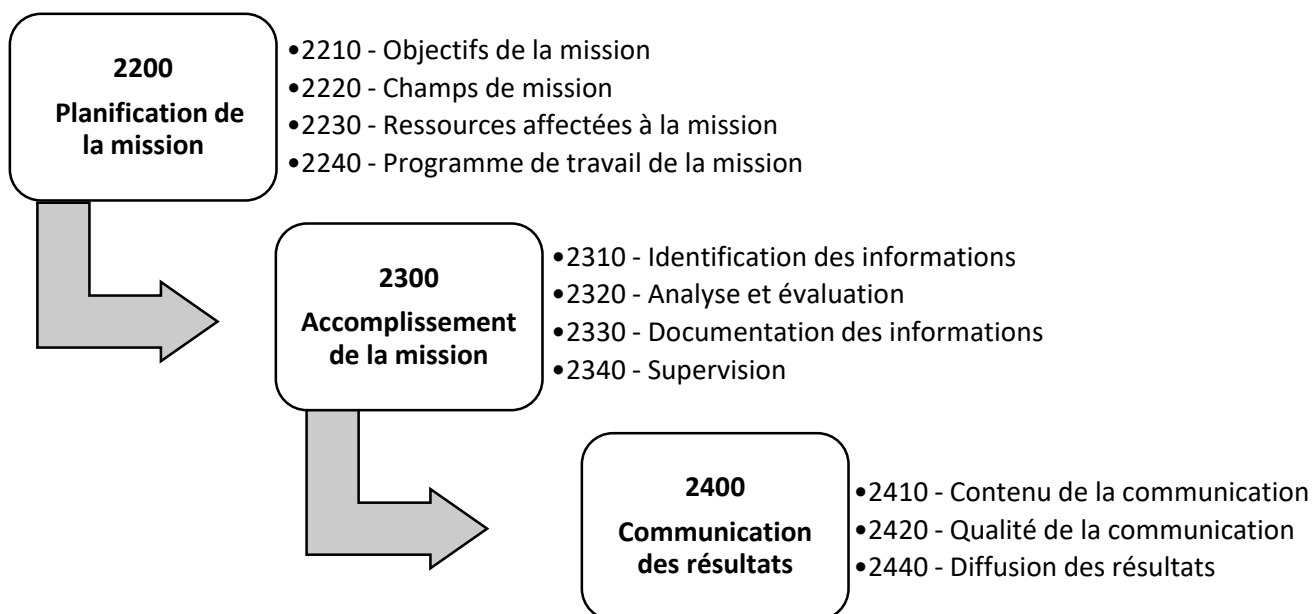 2200
Planification de
la mission
•2210 - Objectifs de la mission
•2220 - Champs de mission
•2230 - Ressources affectées à la mission
•2240 - Programme de travail de la mission
2300
Accomplissement
de la mission
•2310 - Identification des informations
•2320 - Analyse et évaluation
•2330 - Documentation des informations
•2340 - Supervision
2400
Communication
des résultats
•2410 - Contenu de la communication
•2420 - Qualité de la communication
•2440 - Diffusion des résultats